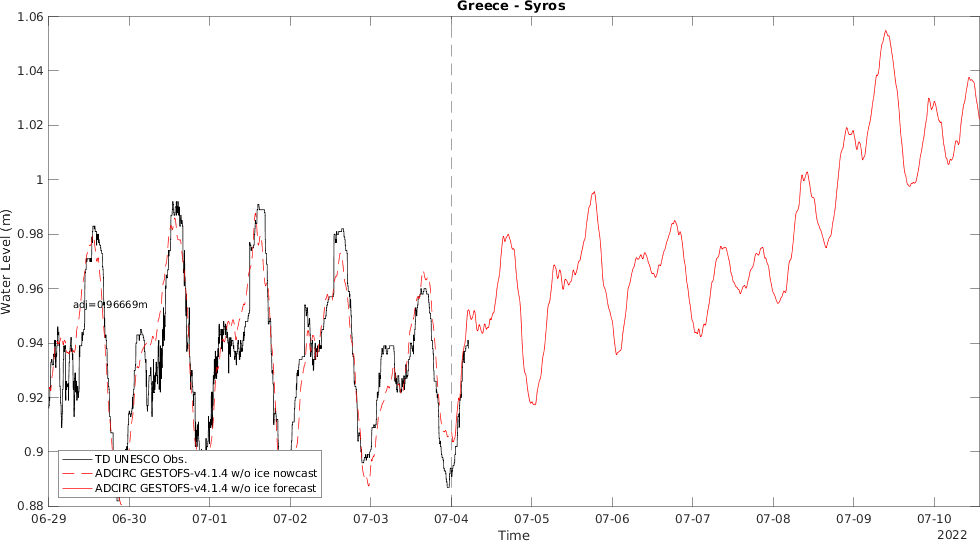 Greece - Syros
1.06
1.04
1.02
1
0.98
0.96
0.94
0.92
0.9
0.88
Water Level (m)
adj=0.96669m
TD UNESCO Obs.
ADCIRC GESTOFS-v4.1.4 w/o ice nowcast
ADCIRC GESTOFS-v4.1.4 w/o ice forecast
06-29 06-30 07-01 07-02 07-03 07-04 07-05 07-06 07-07 07-08 07-09 07-10
Time
2022